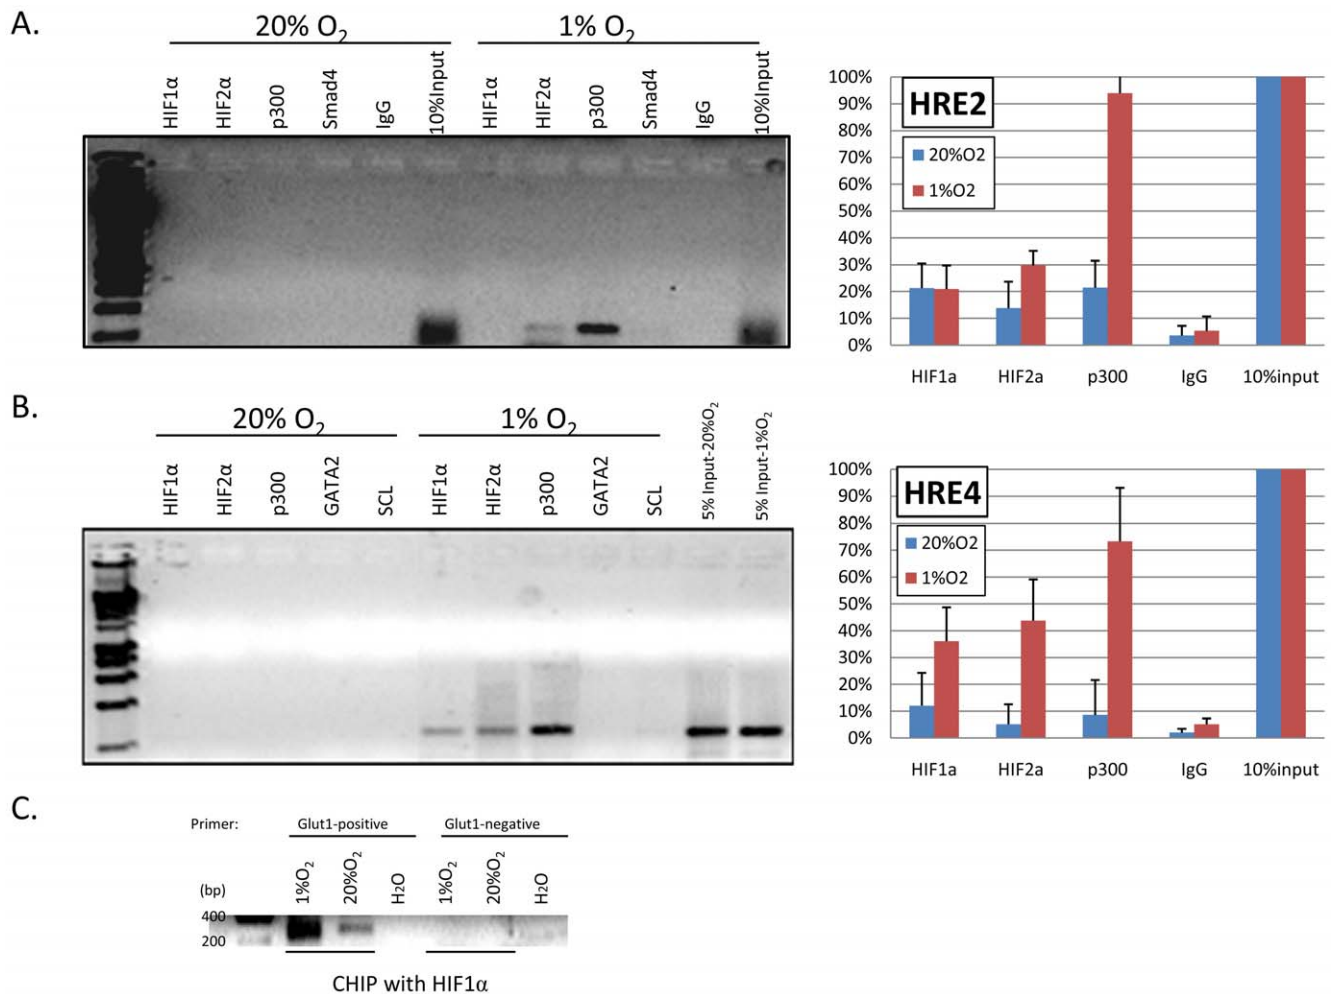 A.
20% O2
1% O2
HIF1α
HIF2α
p300
Smad4
IgG
10%Input
HIF1α
HIF2α
p300
Smad4
IgG
10%Input
100%
90%
80%
70%
60%
50%
40%
30%
20%
10%
0%
HRE2
20%O2
1%O2
HIF1a HIF2a p300 IgG 10%input
B.
20% O2
1% O2
HIF1α
HIF2α
p300
GATA2
SCL
HIF1α
HIF2α
p300
GATA2
SCL
5% Input-20%O2
5% Input-1%O2
100%
90%
80%
70%
60%
50%
40%
30%
20%
10%
0%
HRE4
20%O2
1%O2
HIF1a HIF2a p300 IgG 10%input
C.
Primer: Glut1-positive Glut1-negative
1%O2
20%O2
H2O
1%O2
20%O2
H2O
(bp)
400
200
CHIP with HIF1α